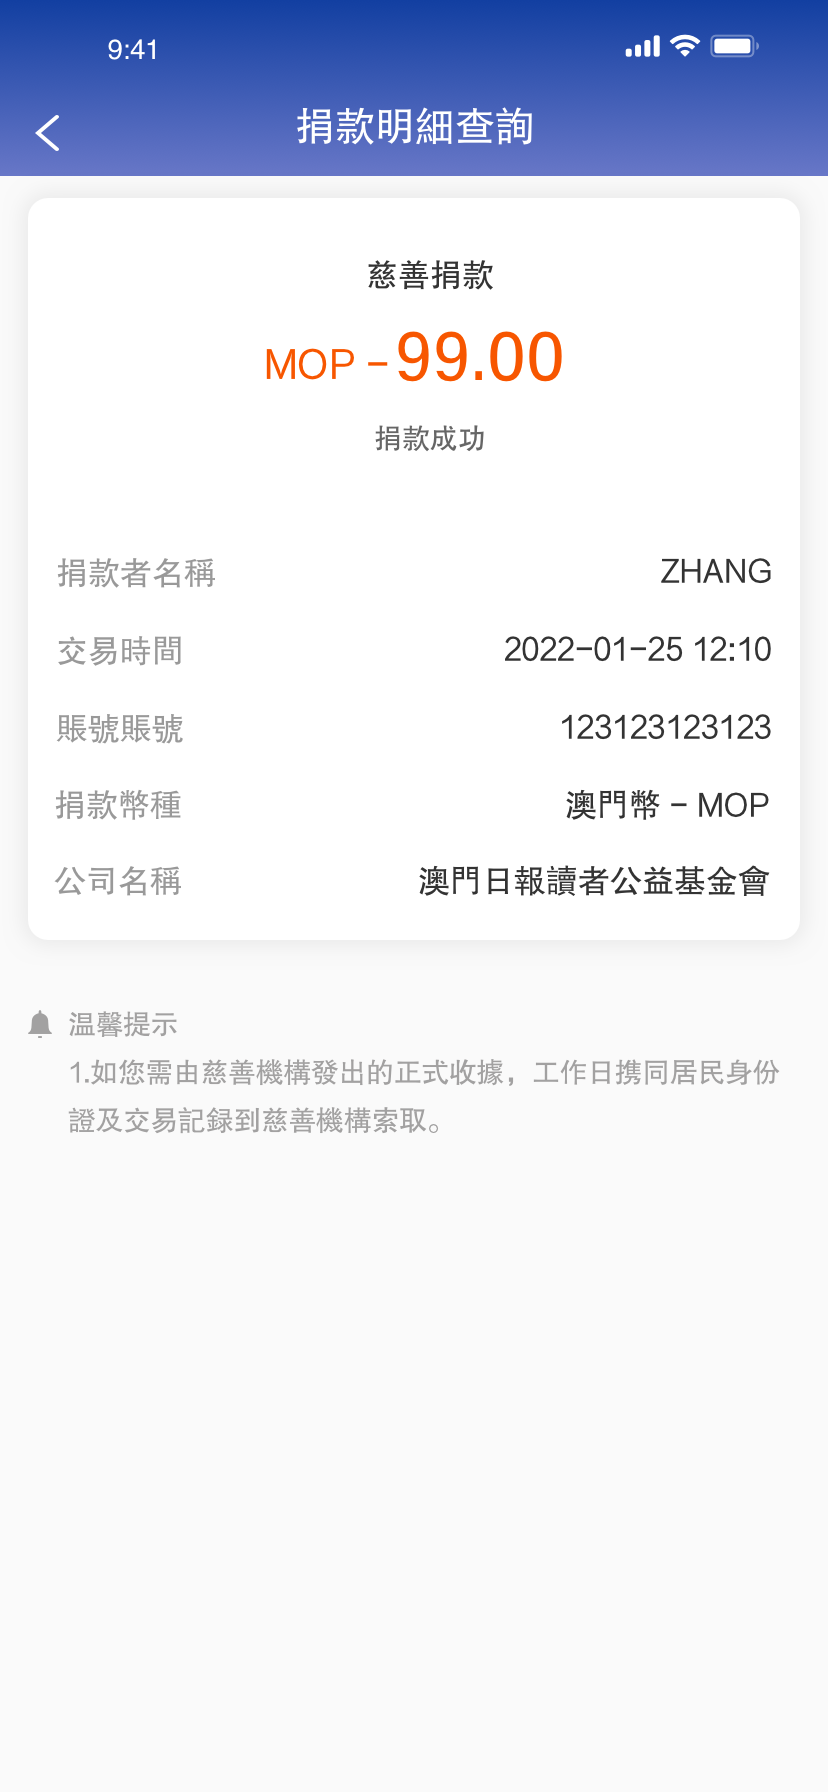 9:41
捐款明細查詢
慈善捐款
MOP -99.00
捐款成功
捐款者名稱 ZHANG
交易時間 2022-01-25 12:10
賬號賬號 123123123123
捐款幣種 澳門幣 - MOP
公司名稱 澳門日報讀者公益基金會
温馨提示
1.如您需由慈善機構發出的正式收據，工作日携同居民身份
證及交易記録到慈善機構索取。